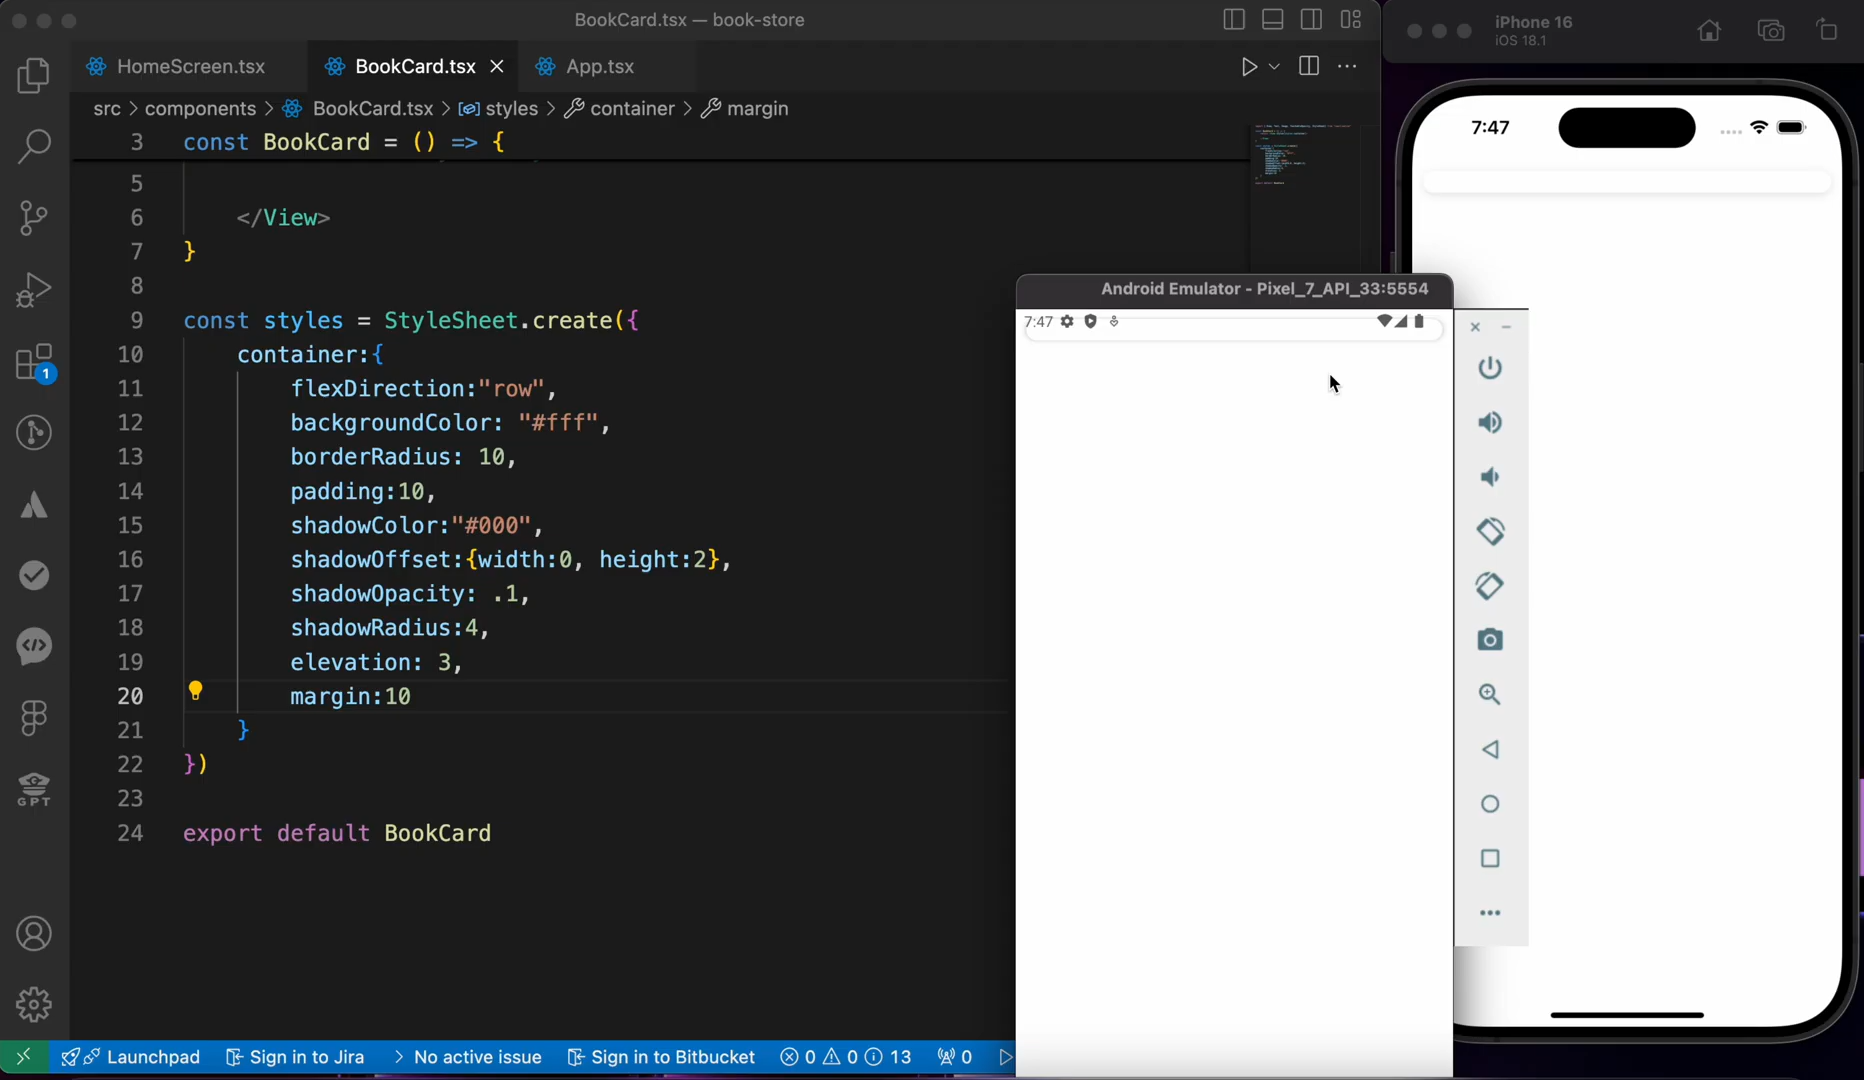 BookCard.tsx — book-store
HomeScreen.tsx
BookCard.tsx
App.tsx
src > components > BookCard.tsx > styles > container > margin
3 const BookCard = () => {
5
6 </View>
7 }
8
9 const styles = StyleSheet.create({
10 container:{
11 flexDirection:"row",
12 backgroundColor: "#fff",
13 borderRadius: 10,
14 padding:10,
15 shadowColor:"#000",
16 shadowOffset:{width:0, height:2},
17 shadowOpacity: .1,
18 shadowRadius:4,
19 elevation: 3,
20 margin:10
21 }
22 })
23
24 export default BookCard
1
GPT
Launchpad
Sign in to Jira
No active issue
Sign in to Bitbucket
0 0 13
0
Android Emulator - Pixel_7_API_33:5554
7:47
iPhone 16
iOS 18.1
7:47